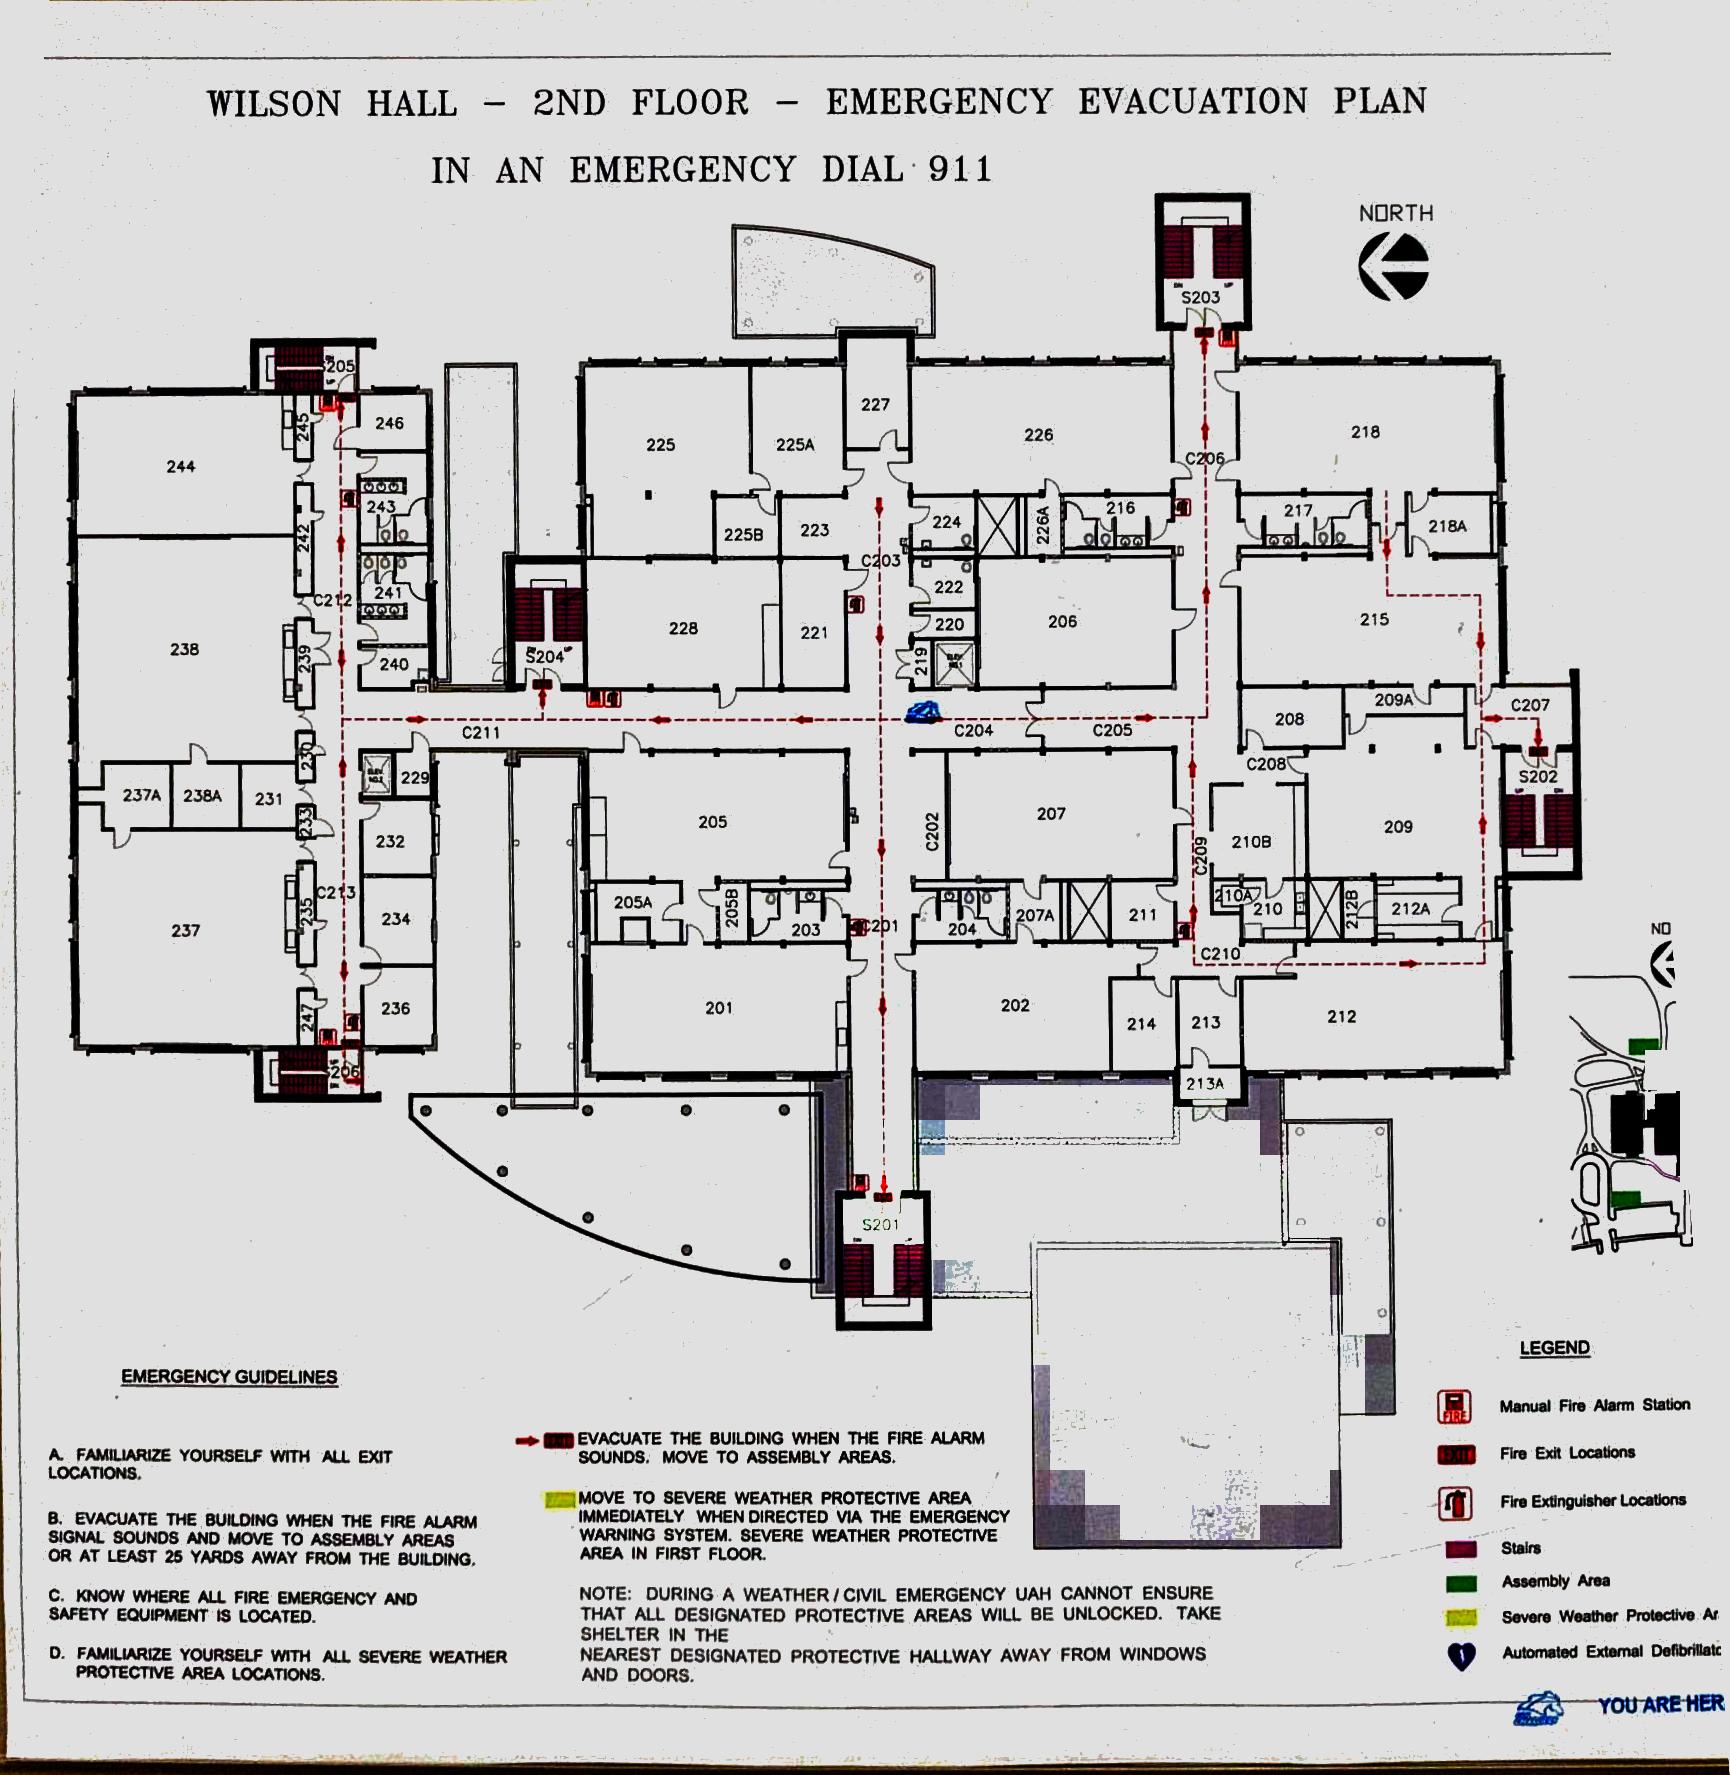 WILSON HALL - 2ND FLOOR - EMERGENCY EVACUATION PLAN
IN AN EMERGENCY DIAL 911
NORTH
S203
S205
245
246
244
243
242
241
C212
238
239
240
225
225A
227
226
C206
218
225B
223
224
226A
216
217
218A
C203
222
228
221
220
206
215
219
S204
C211
C204
C205
208
209A
C207
C208
S202
230
229
237A
238A
231
233
232
205
C202
207
C209
210B
209
C213
234
235
237
236
247
S206
205A
205B
203
C201
204
207A
211
210A
210
212B
212A
C210
201
202
214
213
212
213A
S201
NO
EMERGENCY GUIDELINES
A. FAMILIARIZE YOURSELF WITH ALL EXIT
LOCATIONS.
B. EVACUATE THE BUILDING WHEN THE FIRE ALARM
SIGNAL SOUNDS AND MOVE TO ASSEMBLY AREAS
OR AT LEAST 25 YARDS AWAY FROM THE BUILDING.
C. KNOW WHERE ALL FIRE EMERGENCY AND
SAFETY EQUIPMENT IS LOCATED.
D. FAMILIARIZE YOURSELF WITH ALL SEVERE WEATHER
PROTECTIVE AREA LOCATIONS.
EVACUATE THE BUILDING WHEN THE FIRE ALARM
SOUNDS. MOVE TO ASSEMBLY AREAS.
MOVE TO SEVERE WEATHER PROTECTIVE AREA
IMMEDIATELY WHEN DIRECTED VIA THE EMERGENCY
WARNING SYSTEM. SEVERE WEATHER PROTECTIVE
AREA IN FIRST FLOOR.
NOTE: DURING A WEATHER/CIVIL EMERGENCY UAH CANNOT ENSURE
THAT ALL DESIGNATED PROTECTIVE AREAS WILL BE UNLOCKED. TAKE
SHELTER IN THE
NEAREST DESIGNATED PROTECTIVE HALLWAY AWAY FROM WINDOWS
AND DOORS.
LEGEND
FIRE
Manual Fire Alarm Station
EXIT
Fire Exit Locations
Fire Extinguisher Locations
Stairs
Assembly Area
Severe Weather Protective Ar
Automated External Defibrillato
YOU ARE HER